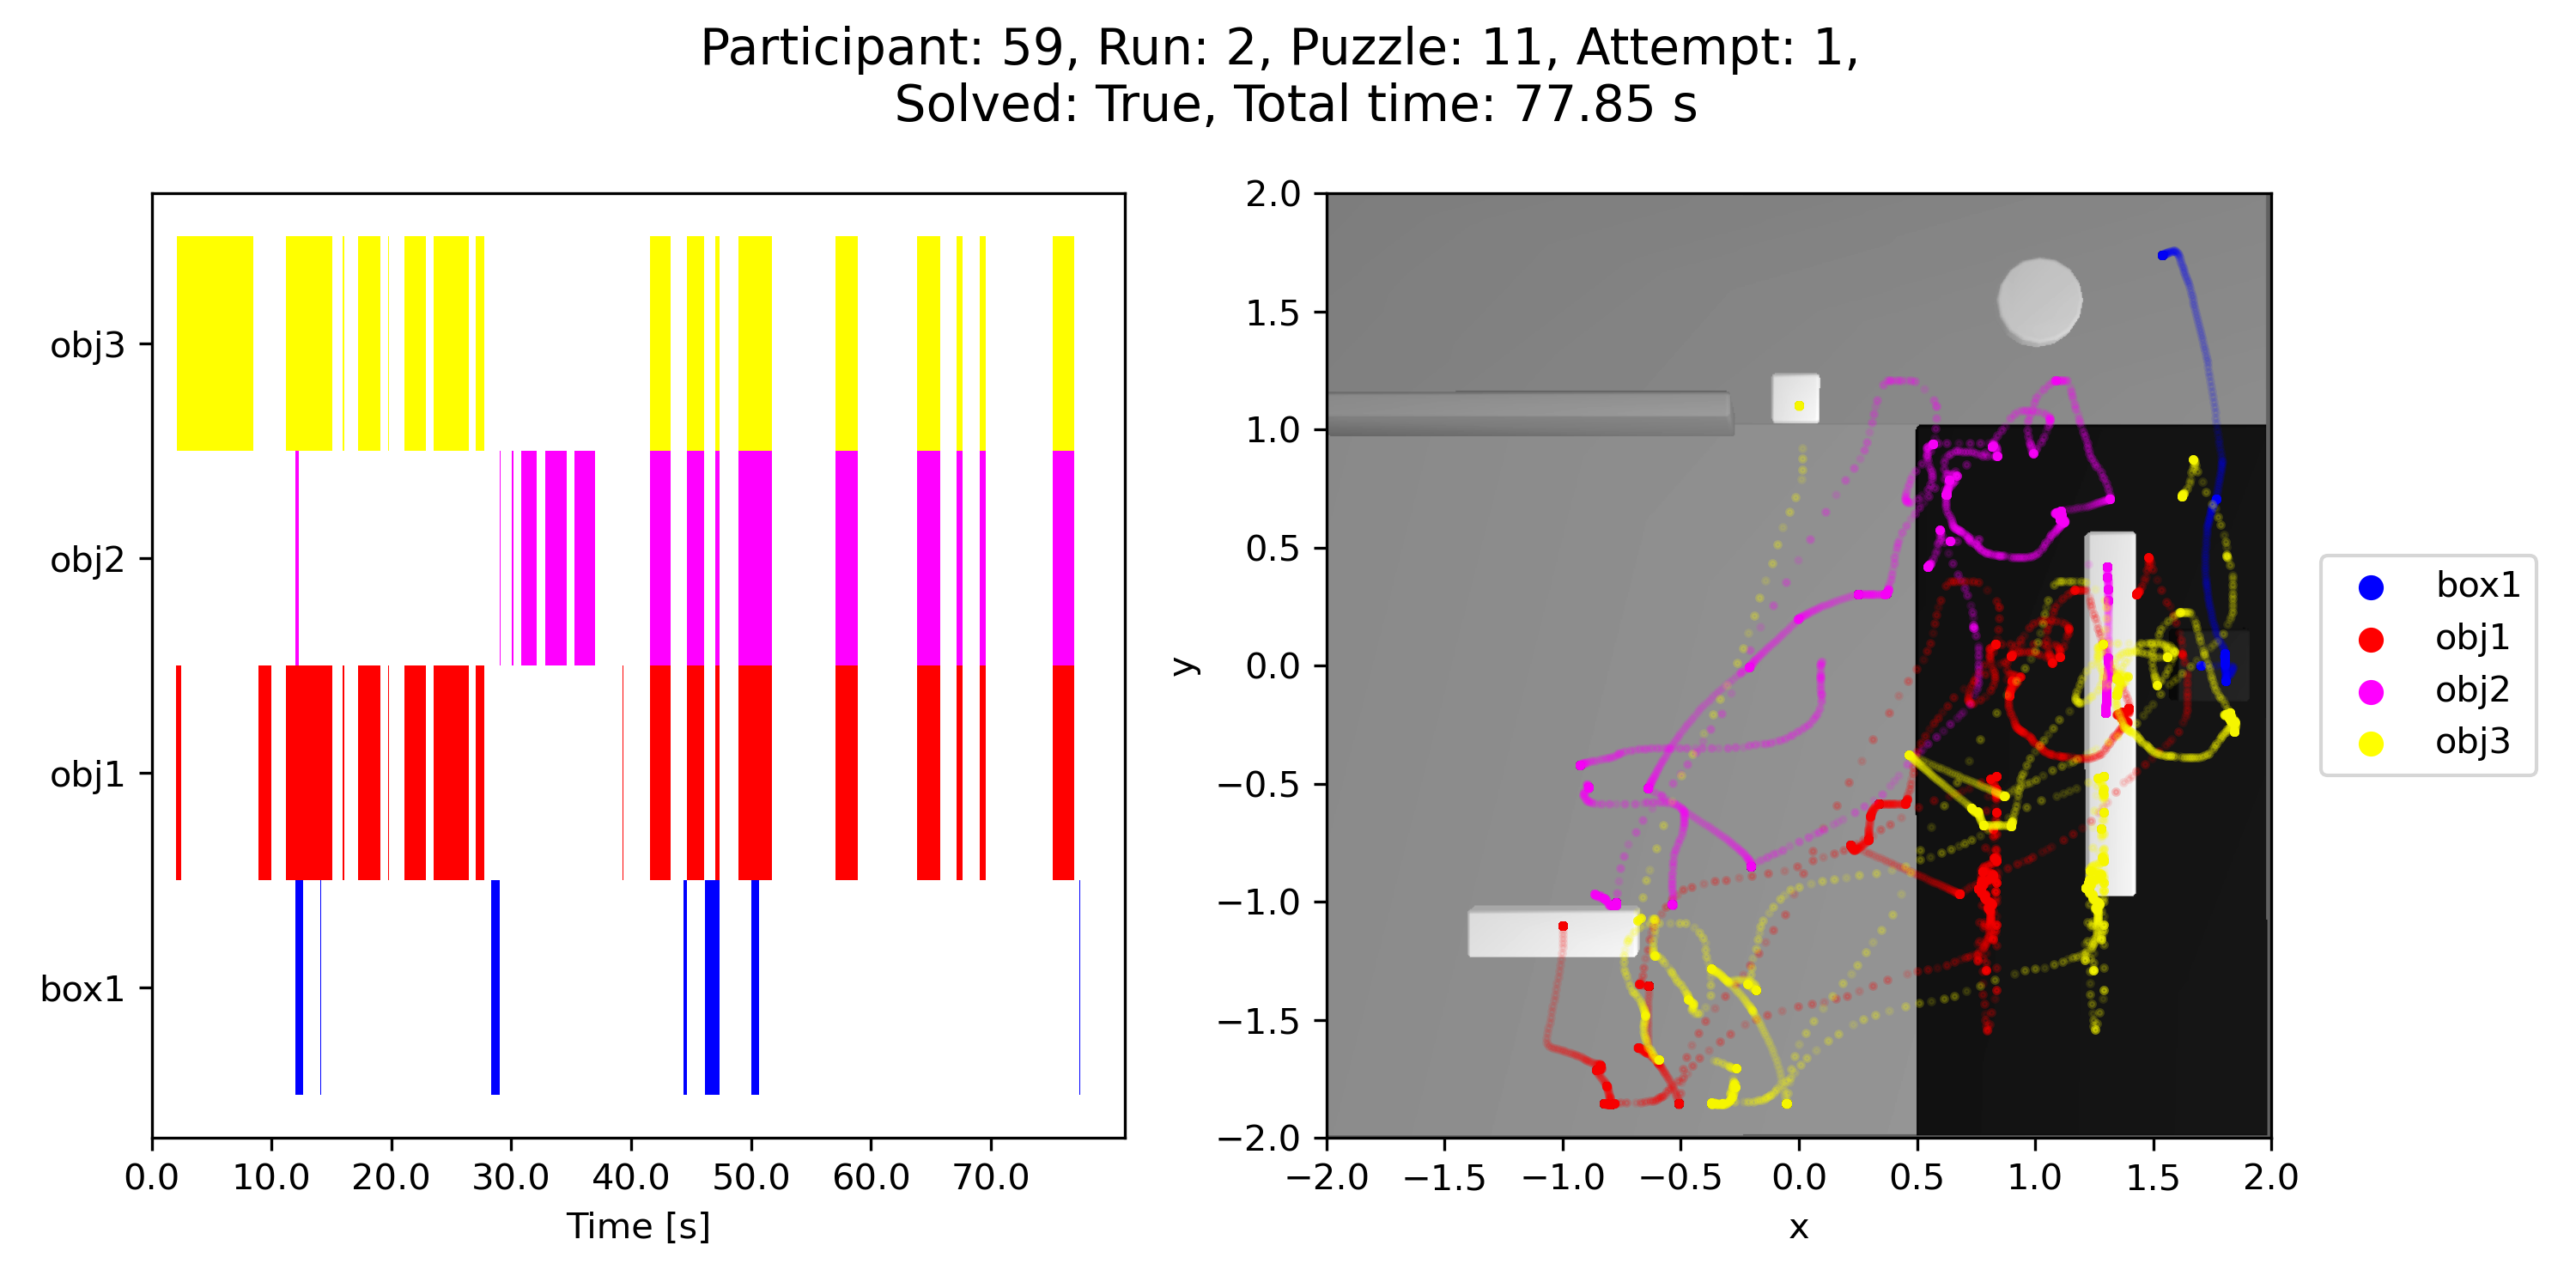 Participant: 59, Run: 2, Puzzle: 11, Attempt: 1,
Solved: True, Total time: 77.85 s
obj3
obj2
obj1
box1
0.0 10.0 20.0 30.0 40.0 50.0 60.0 70.0
Time [s]
2.0
1.5
1.0
0.5
0.0
−0.5
−1.0
−1.5
−2.0
y
−2.0 −1.5 −1.0 −0.5 0.0 0.5 1.0 1.5 2.0
x
box1
obj1
obj2
obj3